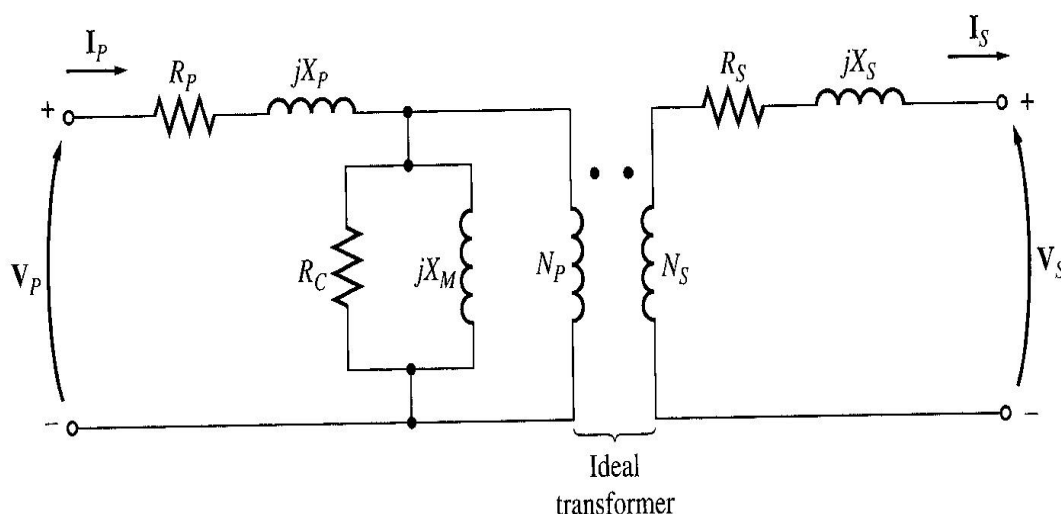 I_P
R_P
jX_P
R_S
jX_S
I_S
+
+
V_P
R_C
jX_M
N_P
N_S
V_S
–
–
Ideal
transformer